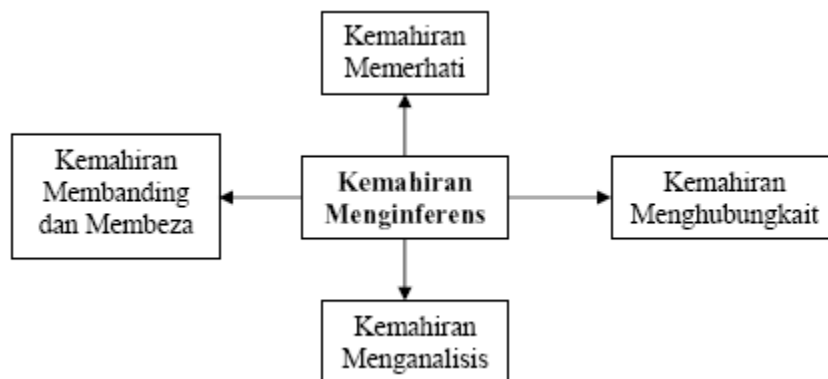 Kemahiran
Memerhati
Kemahiran
Membanding
dan Membeza
Kemahiran
Menginferens
Kemahiran
Menghubungkait
Kemahiran
Menganalisis